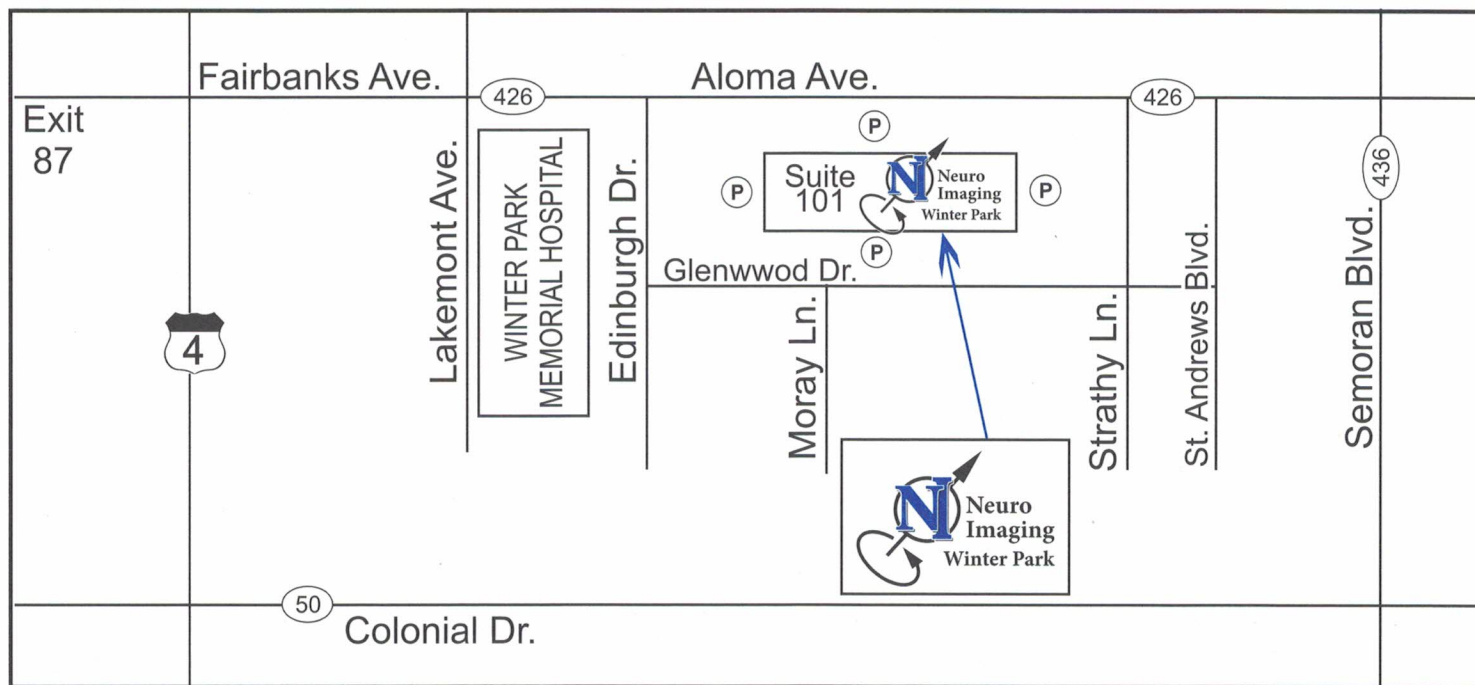 Fairbanks Ave.
Aloma Ave.
426
426
Exit
87
P
Suite
101
NI
Neuro
Imaging
Winter Park
P
P
P
436
Lakemont Ave.
WINTER PARK
MEMORIAL HOSPITAL
Edinburgh Dr.
Glenwwod Dr.
Moray Ln.
Strathy Ln.
St. Andrews Blvd.
Semoran Blvd.
4
NI
Neuro
Imaging
Winter Park
50
Colonial Dr.